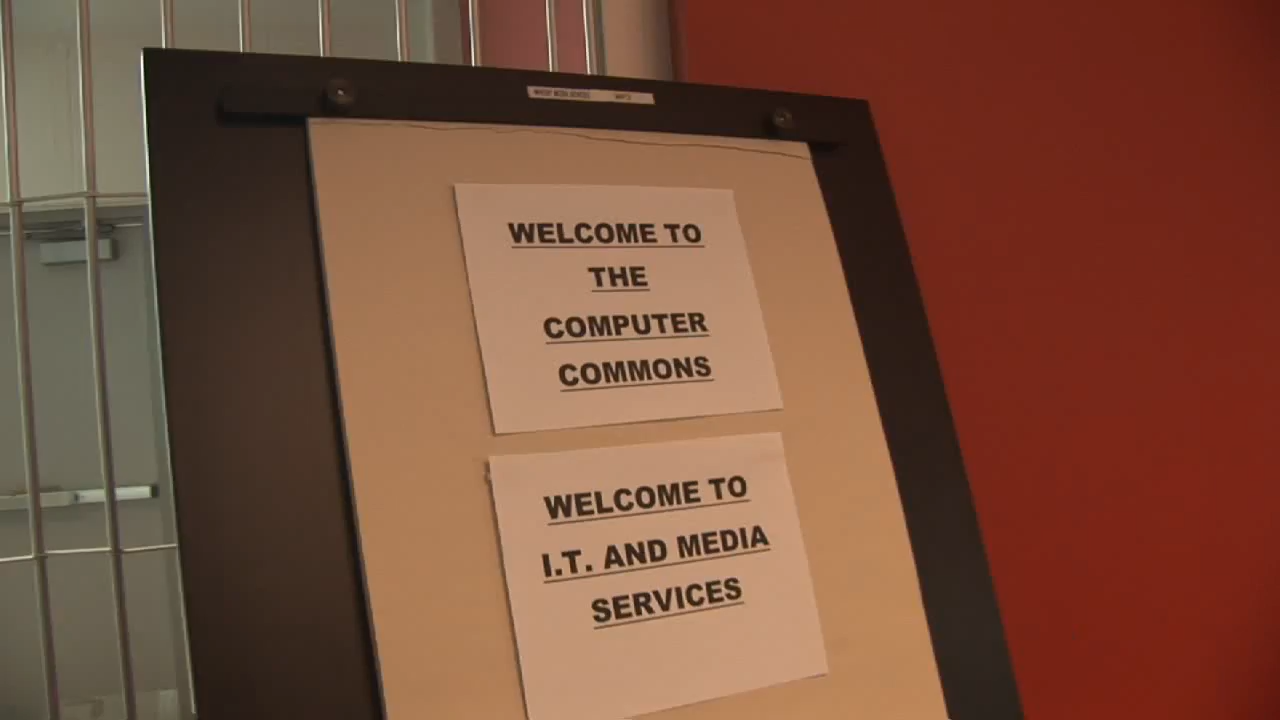 WELCOME TO
THE
COMPUTER
COMMONS
WELCOME TO
I.T. AND MEDIA
SERVICES